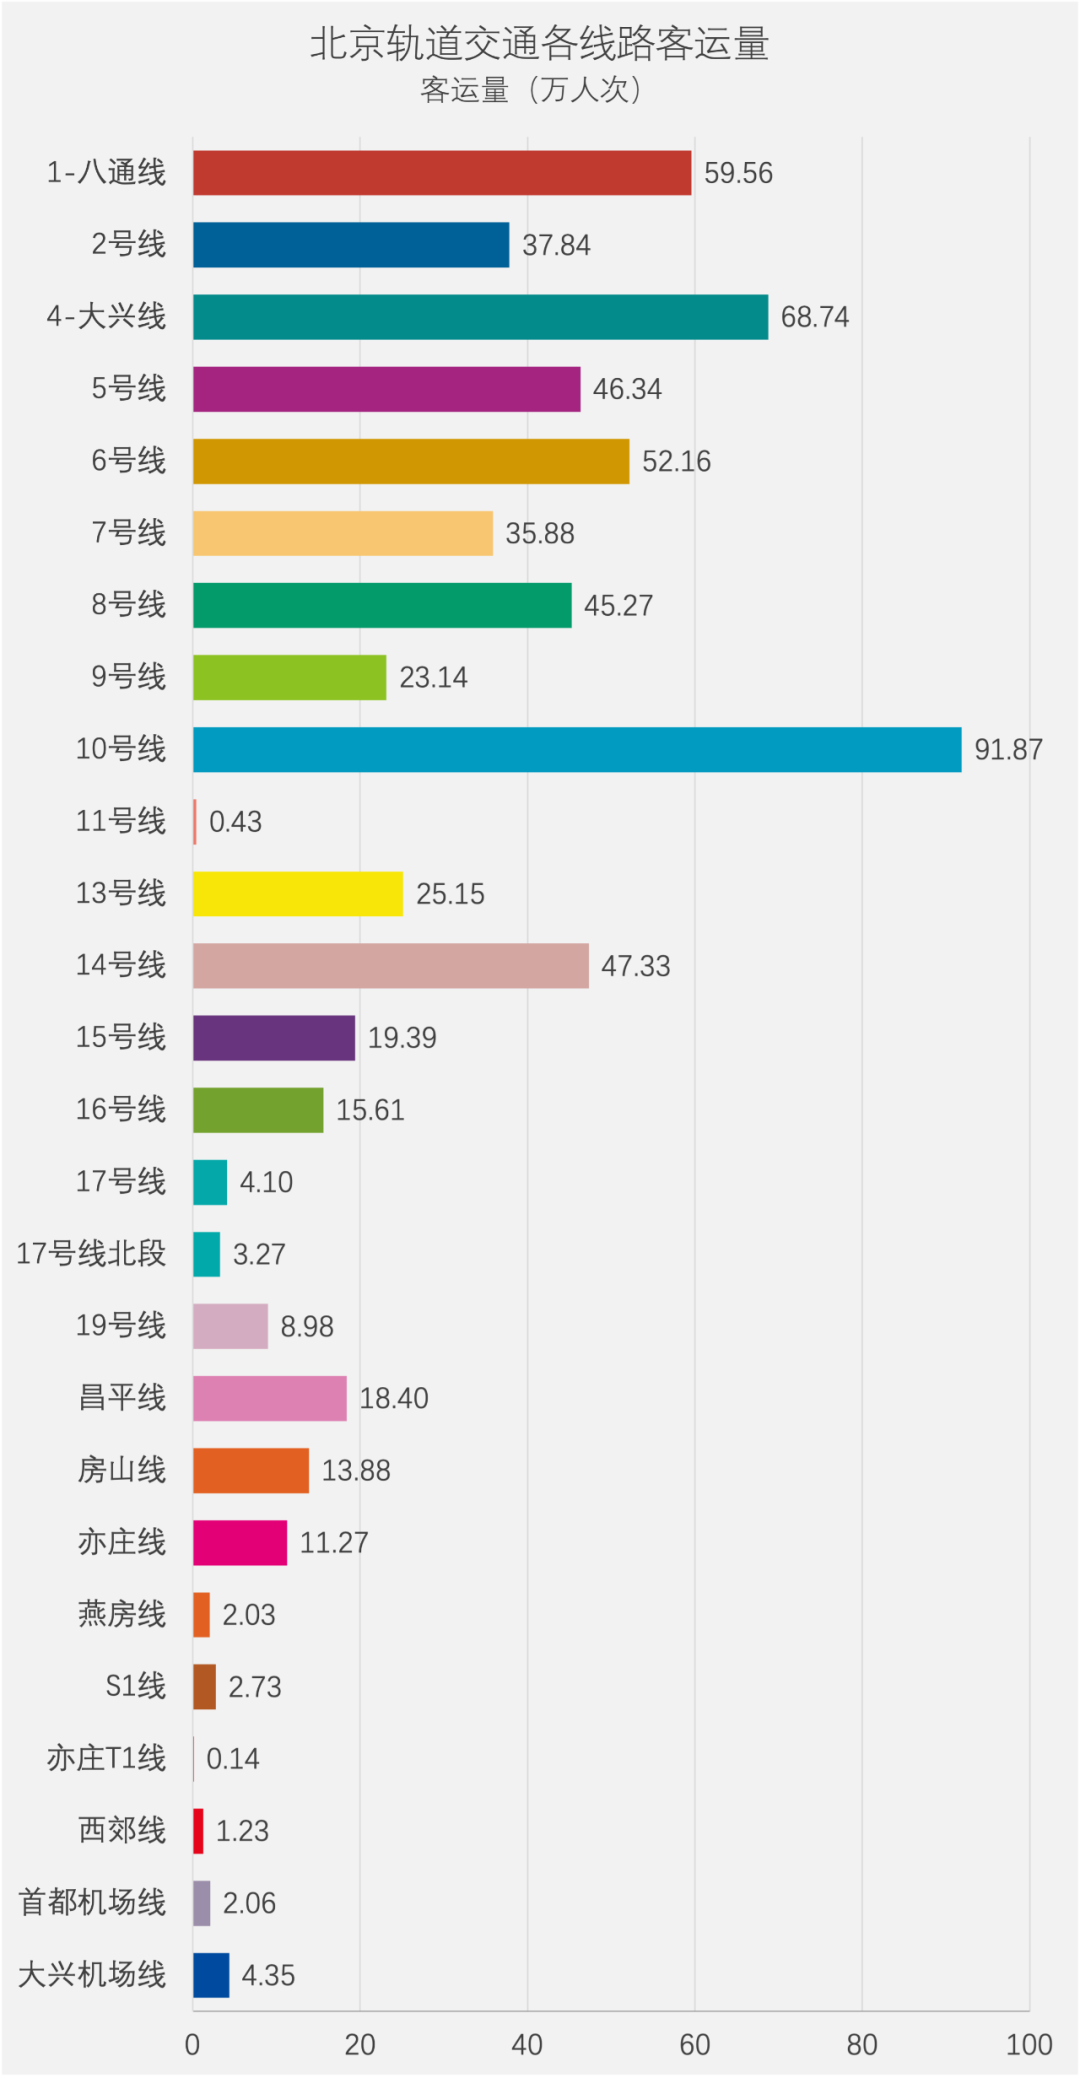 北京轨道交通各线路客运量
客运量（万人次）
1-八通线 59.56
2号线 37.84
4-大兴线 68.74
5号线 46.34
6号线 52.16
7号线 35.88
8号线 45.27
9号线 23.14
10号线 91.87
11号线 0.43
13号线 25.15
14号线 47.33
15号线 19.39
16号线 15.61
17号线 4.10
17号线北段 3.27
19号线 8.98
昌平线 18.40
房山线 13.88
亦庄线 11.27
燕房线 2.03
S1线 2.73
亦庄T1线 0.14
西郊线 1.23
首都机场线 2.06
大兴机场线 4.35
0 20 40 60 80 100